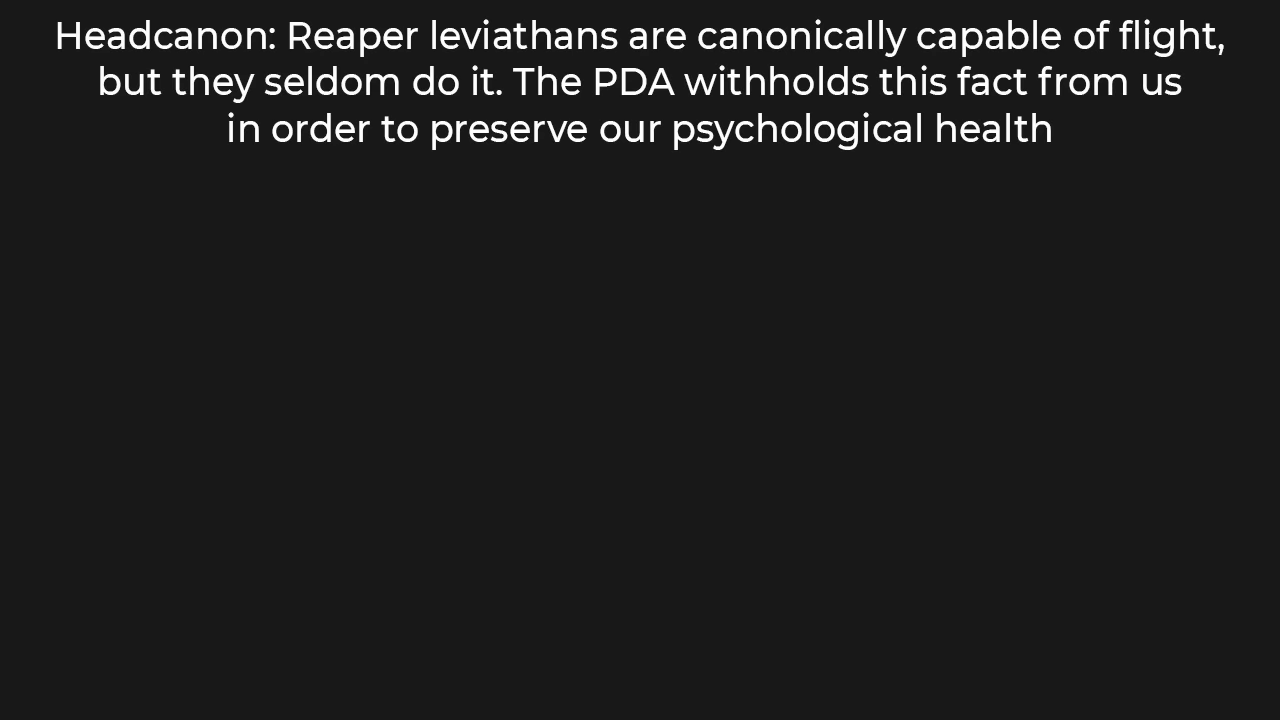 Headcanon: Reaper leviathans are canonically capable of flight,
but they seldom do it. The PDA withholds this fact from us
in order to preserve our psychological health